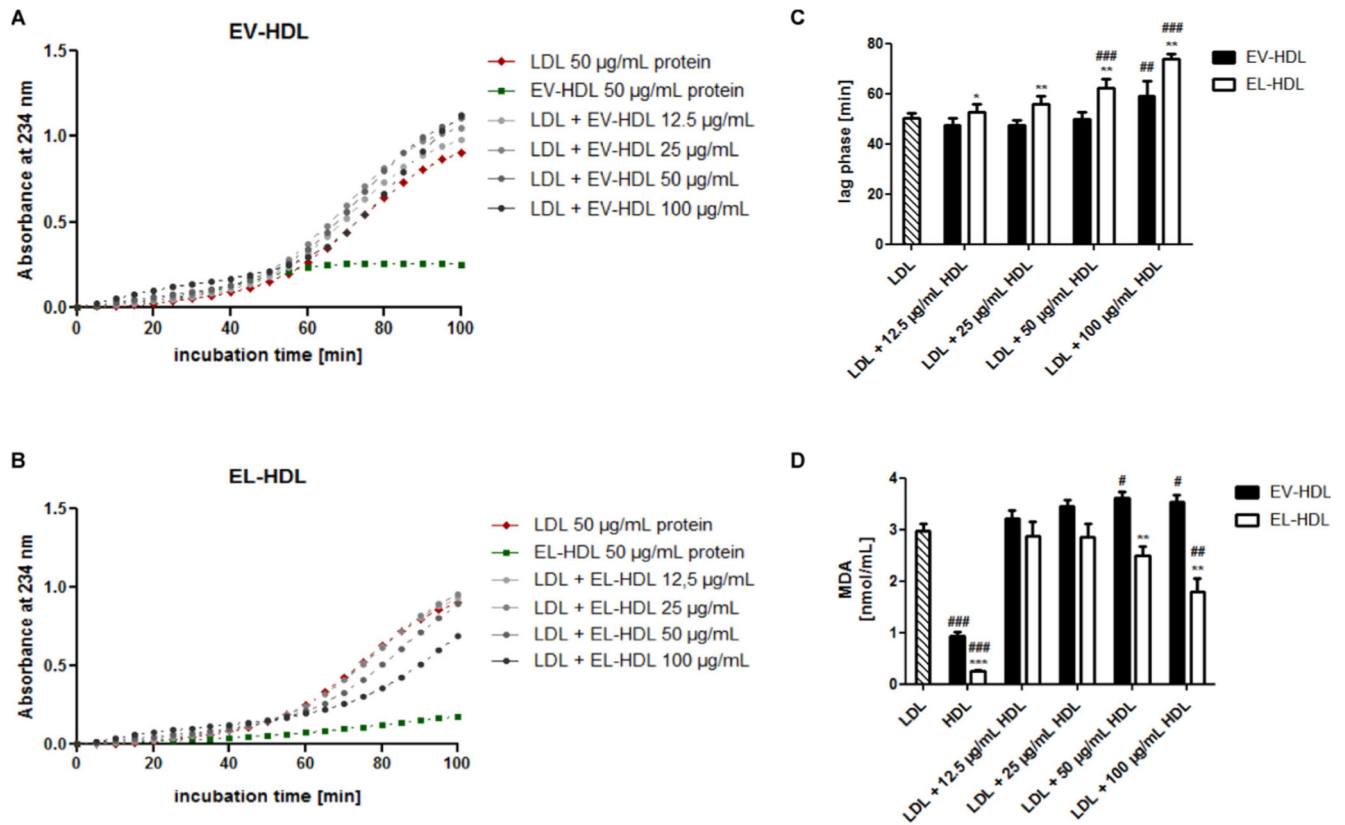 A
EV-HDL
1.5
1.0
0.5
0.0
Absorbance at 234 nm
0 20 40 60 80 100
incubation time [min]
LDL 50 µg/mL protein
EV-HDL 50 µg/mL protein
LDL + EV-HDL 12.5 µg/mL
LDL + EV-HDL 25 µg/mL
LDL + EV-HDL 50 µg/mL
LDL + EV-HDL 100 µg/mL
C
80
60
40
20
0
lag phase [min]
*
**
###
**
##
###
**
EV-HDL
EL-HDL
LDL
LDL + 12.5 µg/mL HDL
LDL + 25 µg/mL HDL
LDL + 50 µg/mL HDL
LDL + 100 µg/mL HDL
B
EL-HDL
1.5
1.0
0.5
0.0
Absorbance at 234 nm
0 20 40 60 80 100
incubation time [min]
LDL 50 µg/mL protein
EL-HDL 50 µg/mL protein
LDL + EL-HDL 12,5 µg/mL
LDL + EL-HDL 25 µg/mL
LDL + EL-HDL 50 µg/mL
LDL + EL-HDL 100 µg/mL
D
4
3
2
1
0
MDA
[nmol/mL]
###
###
***
#
**
#
##
**
EV-HDL
EL-HDL
LDL
HDL
LDL + 12.5 µg/mL HDL
LDL + 25 µg/mL HDL
LDL + 50 µg/mL HDL
LDL + 100 µg/mL HDL